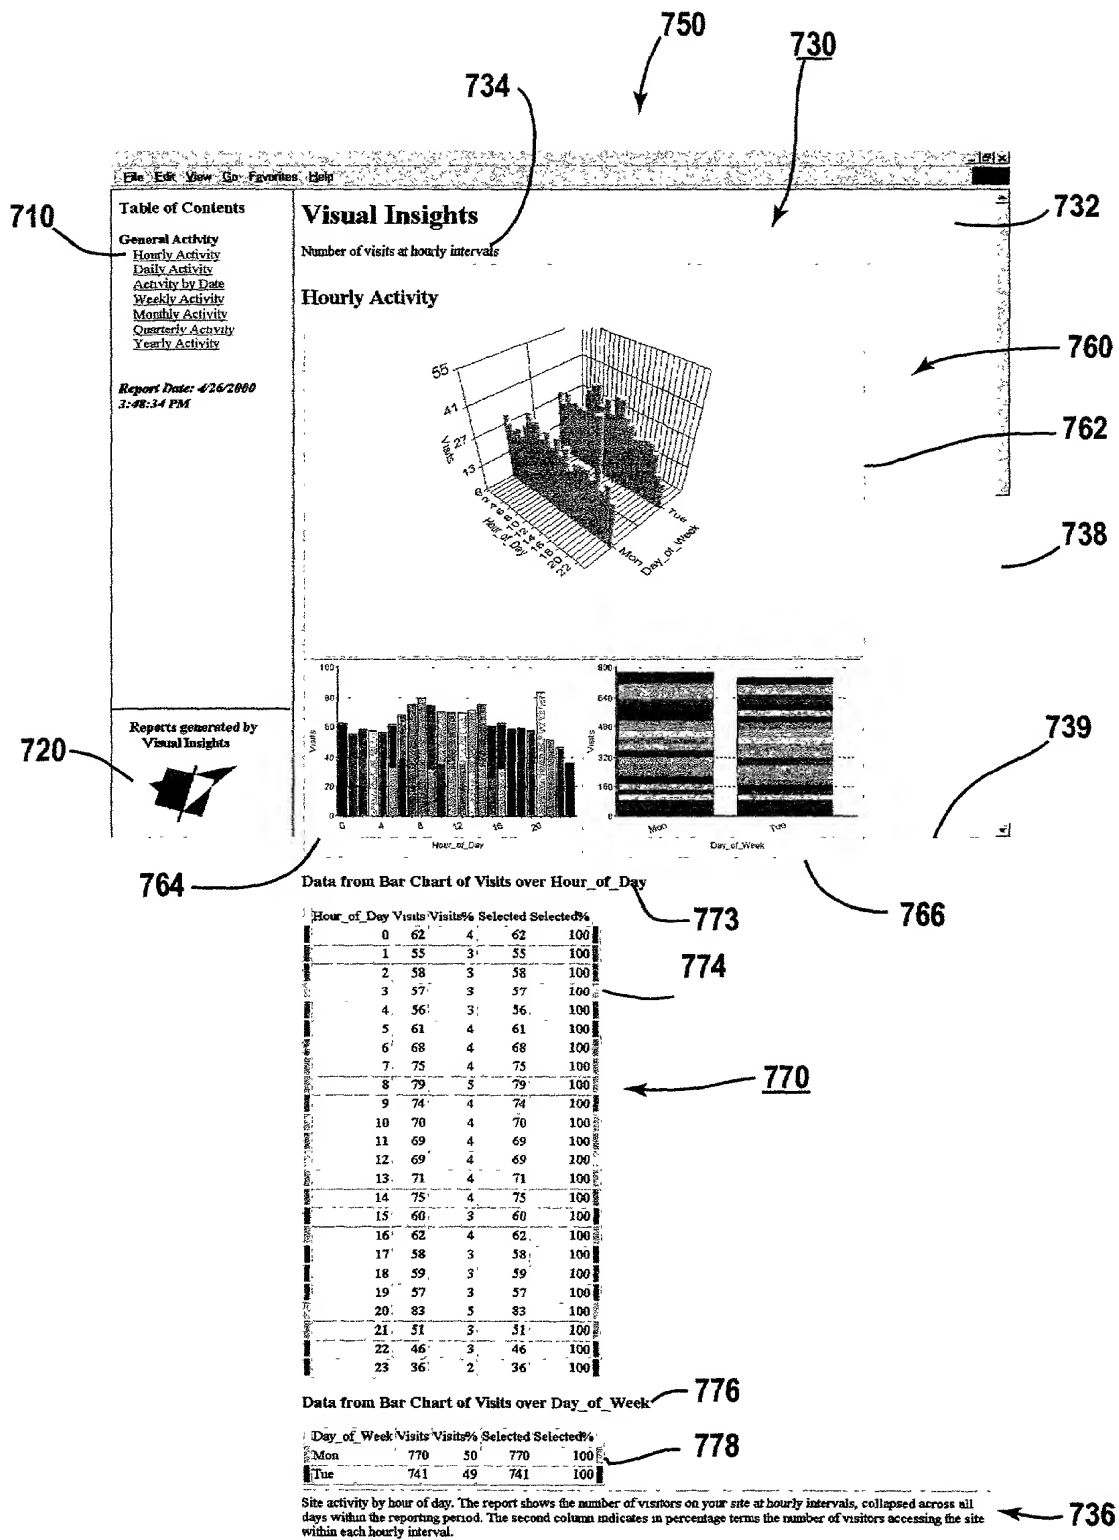 750
730
734
File Edit View Go Favorites Help
710
Table of Contents
General Activity
Hourly Activity
Daily Activity
Activity by Date
Weekly Activity
Monthly Activity
Quarterly Activity
Yearly Activity
Report Date: 4/26/2000
3:48:34 PM
Visual Insights
Number of visits at hourly intervals
732
Hourly Activity
760
762
738
55
41
27
13
Visits
Hour_of_Day
Mon
Tue
Day_of_Week
720
Reports generated by
Visual Insights
100
80
60
40
20
0
Visits
0 4 8 12 16 20
Hour_of_Day
800
640
480
320
160
0
Visits
Mon Tue
Day_of_Week
739
764
766
Data from Bar Chart of Visits over Hour_of_Day
773
Hour_of_Day Visits Visits% Selected Selected%
0 62 4 62 100
1 55 3 55 100
2 58 3 58 100
3 57 3 57 100
4 56 3 56 100
5 61 4 61 100
6 68 4 68 100
7 75 4 75 100
8 79 5 79 100
9 74 4 74 100
10 70 4 70 100
11 69 4 69 100
12 69 4 69 100
13 71 4 71 100
14 75 4 75 100
15 60 3 60 100
16 62 4 62 100
17 58 3 58 100
18 59 3 59 100
19 57 3 57 100
20 83 5 83 100
21 51 3 51 100
22 46 3 46 100
23 36 2 36 100
774
770
Data from Bar Chart of Visits over Day_of_Week
776
Day_of_Week Visits Visits% Selected Selected%
Mon 770 50 770 100
Tue 741 49 741 100
778
Site activity by hour of day. The report shows the number of visitors on your site at hourly intervals, collapsed across all
days within the reporting period. The second column indicates in percentage terms the number of visitors accessing the site
within each hourly interval.
736